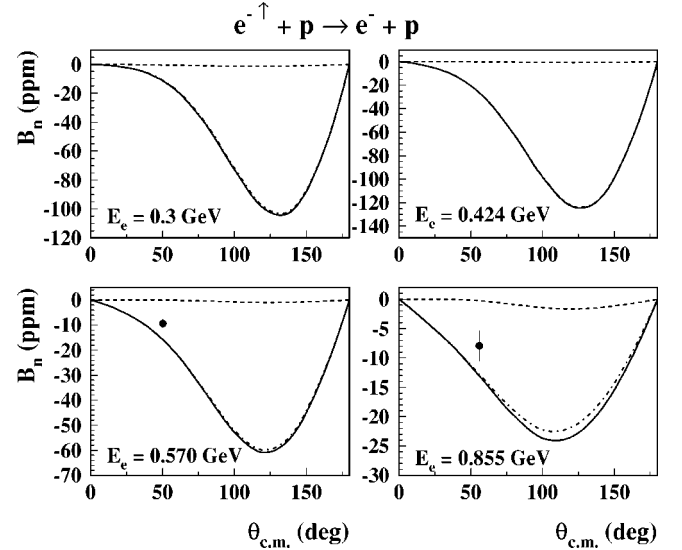 e⁻ ↑ + p → e⁻ + p
B_n (ppm)
0
-20
-40
-60
-80
-100
-120
0 50 100 150
E_e = 0.3 GeV
0
-20
-40
-60
-80
-100
-120
-140
0 50 100 150
E_e = 0.424 GeV
B_n (ppm)
0
-10
-20
-30
-40
-50
-60
-70
0 50 100 150
E_e = 0.570 GeV
θ_c.m. (deg)
0
-5
-10
-15
-20
-25
-30
0 50 100 150
E_e = 0.855 GeV
θ_c.m. (deg)